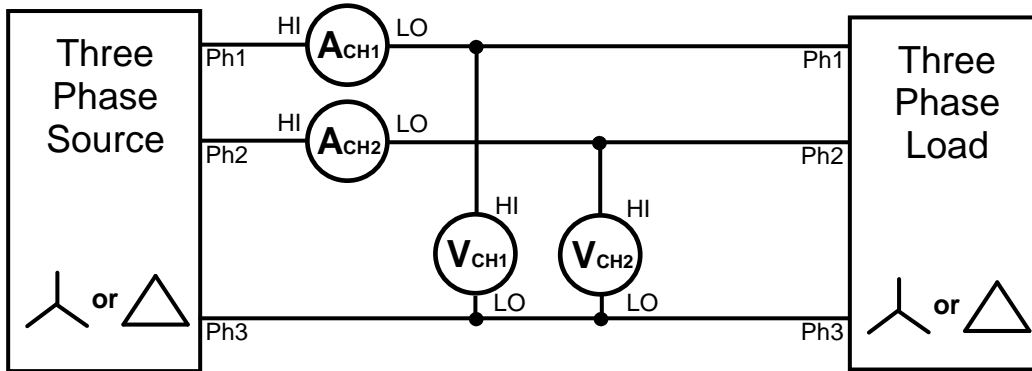 Three
Phase
Source
Ph1
HI
ACH1
LO
Ph1
Three
Phase
Load
Ph2
HI
ACH2
LO
Ph2
HI
VCH1
LO
HI
VCH2
LO
or
Ph3
Ph3
or